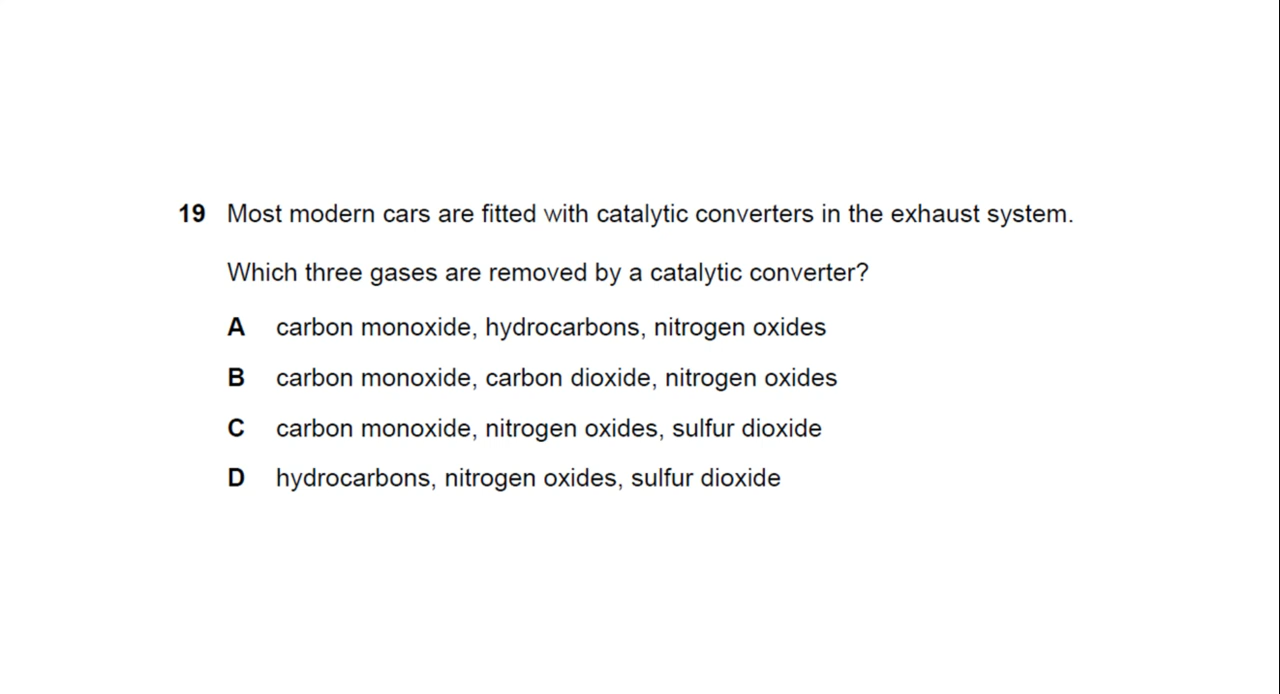 19 Most modern cars are fitted with catalytic converters in the exhaust system.
Which three gases are removed by a catalytic converter?
A carbon monoxide, hydrocarbons, nitrogen oxides
B carbon monoxide, carbon dioxide, nitrogen oxides
C carbon monoxide, nitrogen oxides, sulfur dioxide
D hydrocarbons, nitrogen oxides, sulfur dioxide